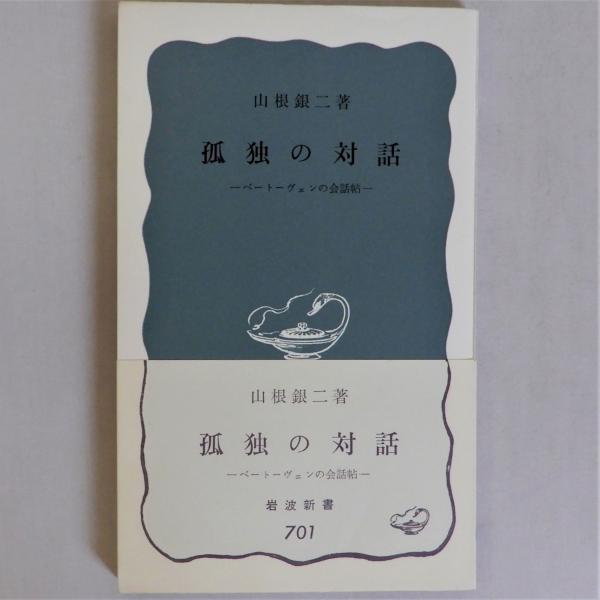 山根銀二著
孤独の対話
―ベートーヴェンの会話帖―
山根銀二著
孤独の対話
―ベートーヴェンの会話帖―
岩波新書
701